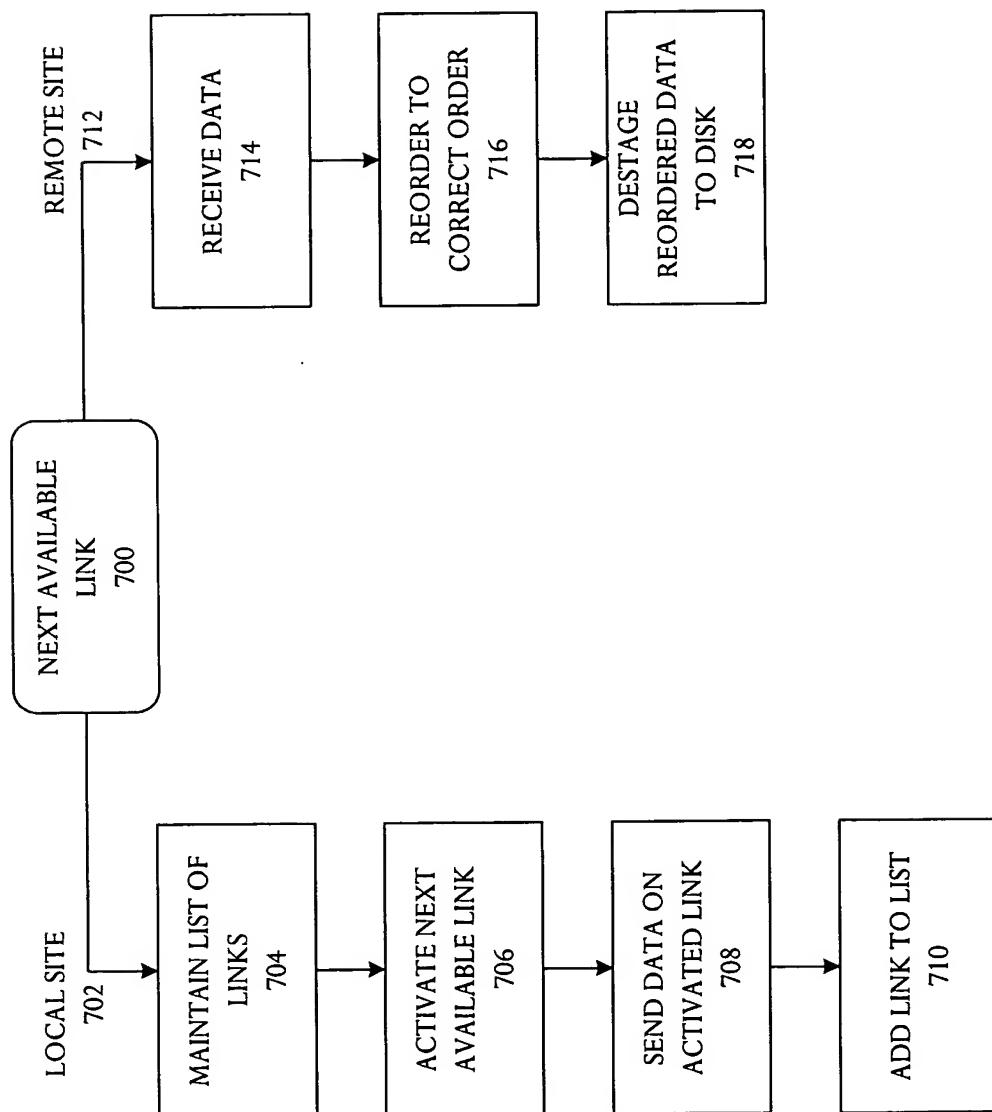 NEXT AVAILABLE
LINK
700
LOCAL SITE
702
MAINTAIN LIST OF
LINKS
704
ACTIVATE NEXT
AVAILABLE LINK
706
SEND DATA ON
ACTIVATED LINK
708
ADD LINK TO LIST
710
REMOTE SITE
712
RECEIVE DATA
714
REORDER TO
CORRECT ORDER
716
DESTAGE
REORDERED DATA
TO DISK
718